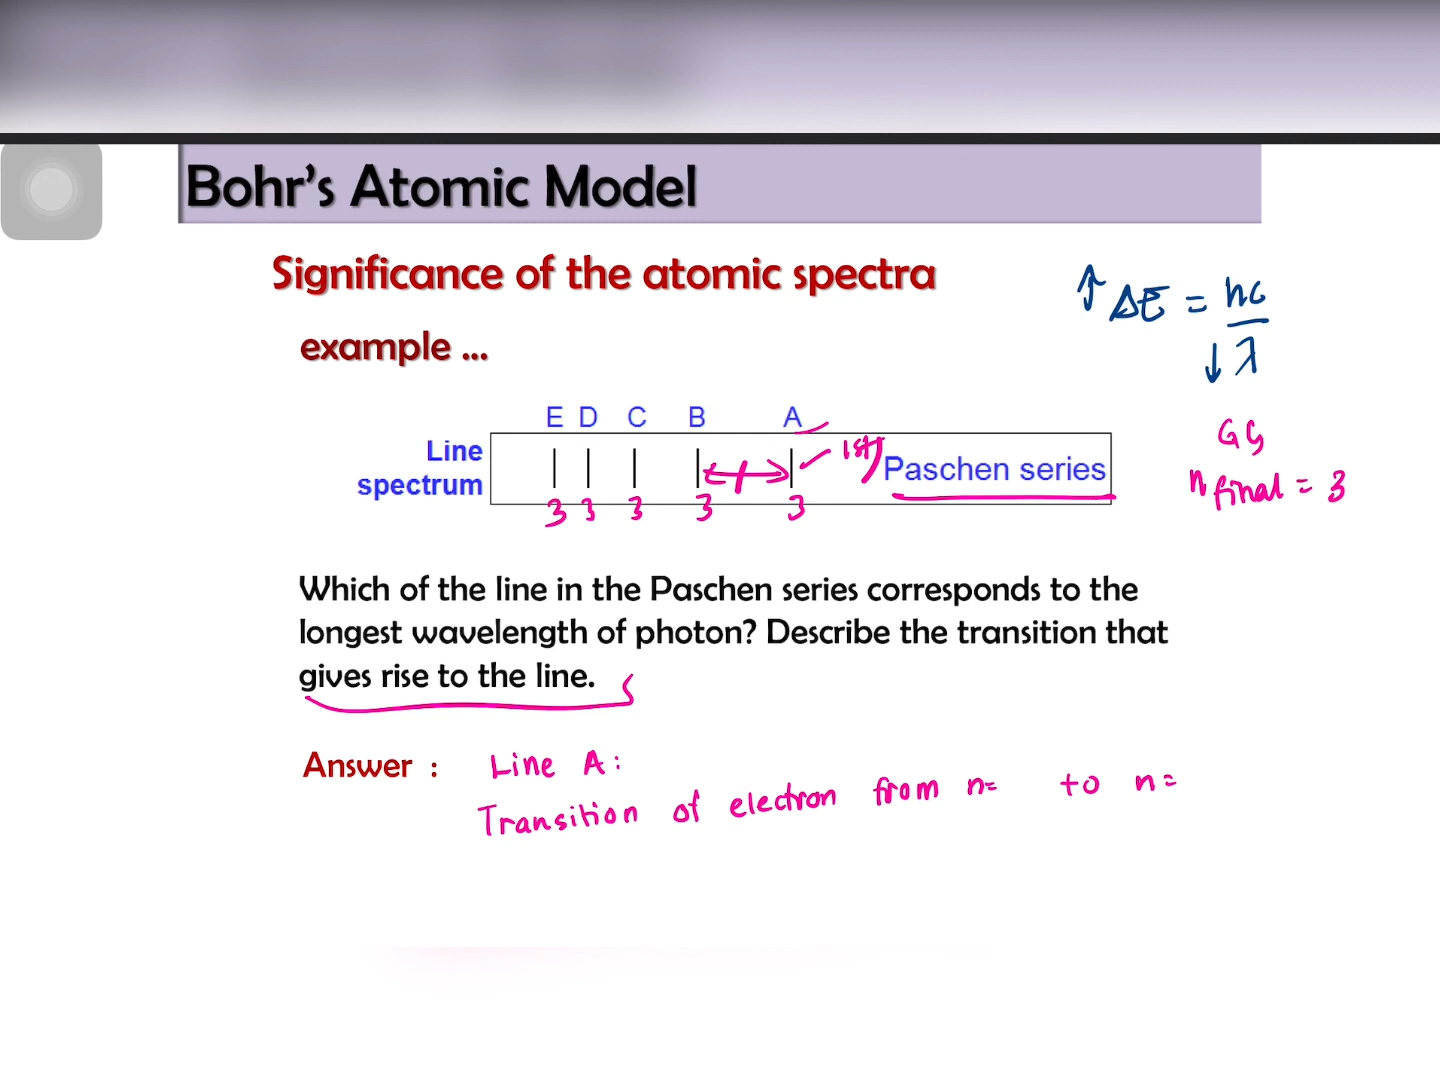 Bohr's Atomic Model
Significance of the atomic spectra
example ...
↑ ΔE = hc
↓ λ
E D C B A
Line
spectrum
1st
Paschen series
3 3 3 3 3
n final = 3
Which of the line in the Paschen series corresponds to the
longest wavelength of photon? Describe the transition that
gives rise to the line.
Answer : Line A:
Transition of electron from n= to n=